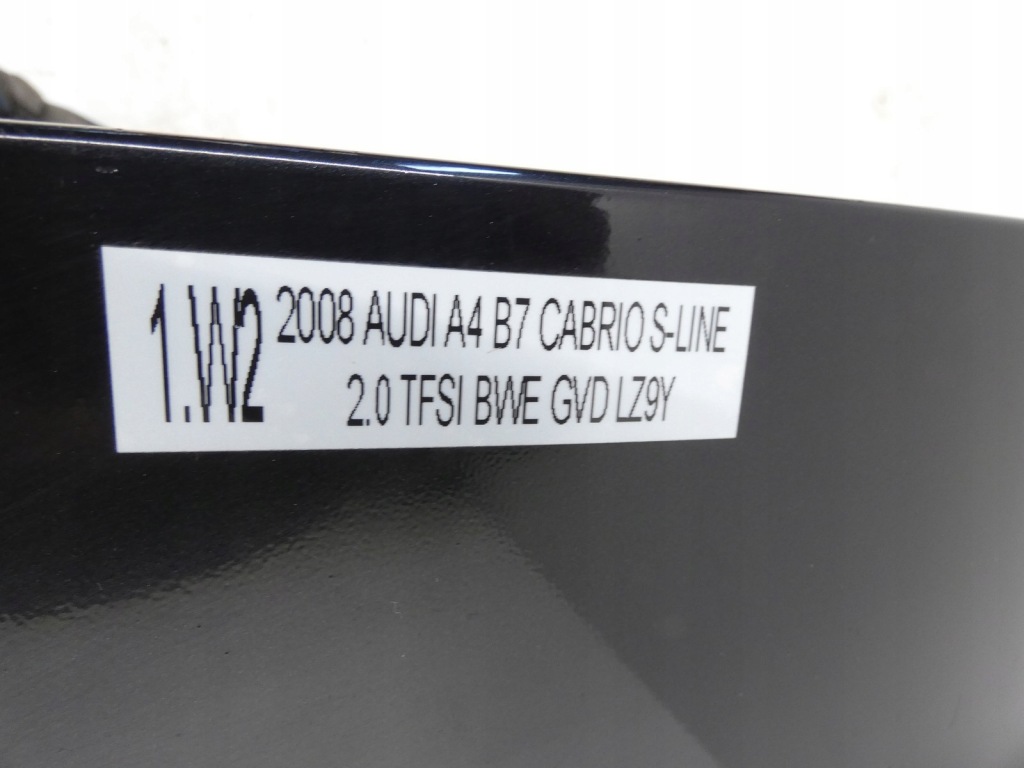 1.W2
2008 AUDI A4 B7 CABRIO S-LINE
2.0 TFSI BWE GVD LZ9Y